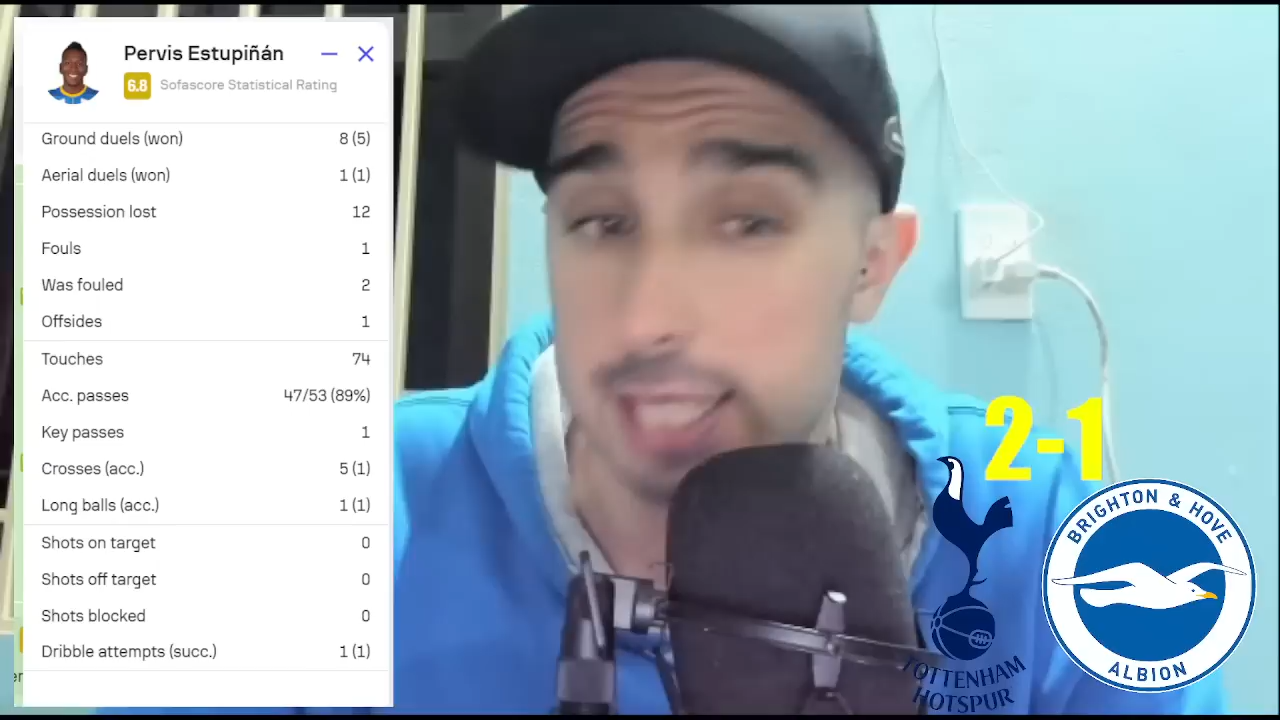 Pervis Estupiñán
6.8 Sofascore Statistical Rating
Ground duels (won) 8 (5)
Aerial duels (won) 1 (1)
Possession lost 12
Fouls 1
Was fouled 2
Offsides 1
Touches 74
Acc. passes 47/53 (89%)
Key passes 1
Crosses (acc.) 5 (1)
Long balls (acc.) 1 (1)
Shots on target 0
Shots off target 0
Shots blocked 0
Dribble attempts (succ.) 1 (1)
2-1
TOTTENHAM
HOTSPUR
BRIGHTON & HOVE
ALBION